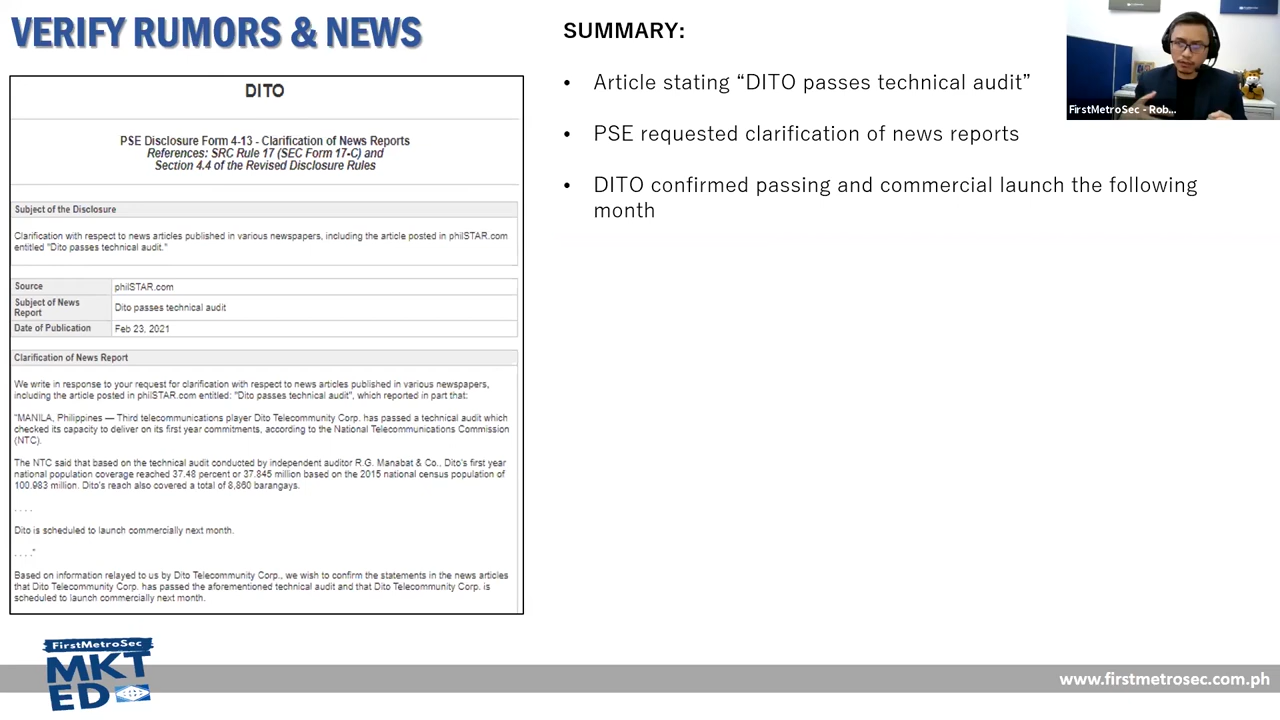 VERIFY RUMORS & NEWS
DITO
PSE Disclosure Form 4-13 - Clarification of News Reports
References: SRC Rule 17 (SEC Form 17-C) and
Section 4.4 of the Revised Disclosure Rules
Subject of the Disclosure
Clarification with respect to news articles published in various newspapers, including the article posted in philSTAR.com
entitled "Dito passes technical audit."
Source philSTAR.com
Subject of News
Report
Dito passes technical audit
Date of Publication Feb 23, 2021
Clarification of News Report
We write in response to your request for clarification with respect to news articles published in various newspapers,
including the article posted in philSTAR.com entitled: "Dito passes technical audit", which reported in part that:
"MANILA, Philippines — Third telecommunications player Dito Telecommunity Corp. has passed a technical audit which
checked its capacity to deliver on its first year commitments, according to the National Telecommunications Commission
(NTC).
The NTC said that based on the technical audit conducted by independent auditor R.G. Manabat & Co., Dito's first year
national population coverage reached 37.48 percent or 37.845 million based on the 2015 national census population of
100.983 million. Dito's reach also covered a total of 8,860 barangays.
. . . .
Dito is scheduled to launch commercially next month.
. . . ."
Based on information relayed to us by Dito Telecommunity Corp., we wish to confirm the statements in the news articles
that Dito Telecommunity Corp. has passed the aforementioned technical audit and that Dito Telecommunity Corp. is
scheduled to launch commercially next month.
SUMMARY:
• Article stating “DITO passes technical audit”
• PSE requested clarification of news reports
• DITO confirmed passing and commercial launch the following
month
FirstMetroSec - Rob...
FirstMetroSec
MKT
ED
www.firstmetrosec.com.ph